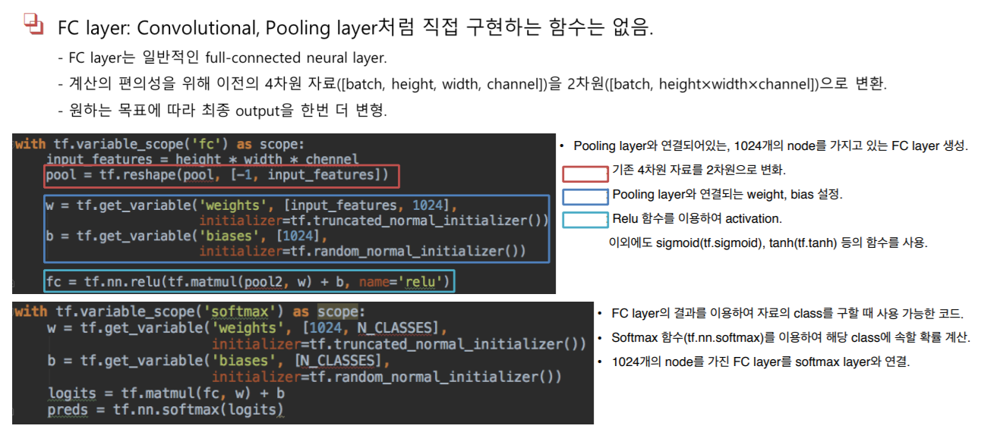 FC layer: Convolutional, Pooling layer처럼 직접 구현하는 함수는 없음.
- FC layer는 일반적인 full-connected neural layer.
- 계산의 편의성을 위해 이전의 4차원 자료([batch, height, width, channel])을 2차원([batch, height×width×channel])으로 변환.
- 원하는 목표에 따라 최종 output을 한번 더 변형.
with tf.variable_scope('fc') as scope:
    input_features = height * width * chennel
    pool = tf.reshape(pool, [-1, input_features])
    w = tf.get_variable('weights', [input_features, 1024],
                        initializer=tf.truncated_normal_initializer())
    b = tf.get_variable('biases', [1024],
                        initializer=tf.random_normal_initializer())
    fc = tf.nn.relu(tf.matmul(pool2, w) + b, name='relu')
• Pooling layer와 연결되어있는, 1024개의 node를 가지고 있는 FC layer 생성.
기존 4차원 자료를 2차원으로 변화.
Pooling layer와 연결되는 weight, bias 설정.
Relu 함수를 이용하여 activation.
이외에도 sigmoid(tf.sigmoid), tanh(tf.tanh) 등의 함수를 사용.
with tf.variable_scope('softmax') as scope:
    w = tf.get_variable('weights', [1024, N_CLASSES],
                        initializer=tf.truncated_normal_initializer())
    b = tf.get_variable('biases', [N_CLASSES],
                        initializer=tf.random_normal_initializer())
    logits = tf.matmul(fc, w) + b
    preds = tf.nn.softmax(logits)
• FC layer의 결과를 이용하여 자료의 class를 구할 때 사용 가능한 코드.
• Softmax 함수(tf.nn.softmax)를 이용하여 해당 class에 속할 확률 계산.
• 1024개의 node를 가진 FC layer를 softmax layer와 연결.